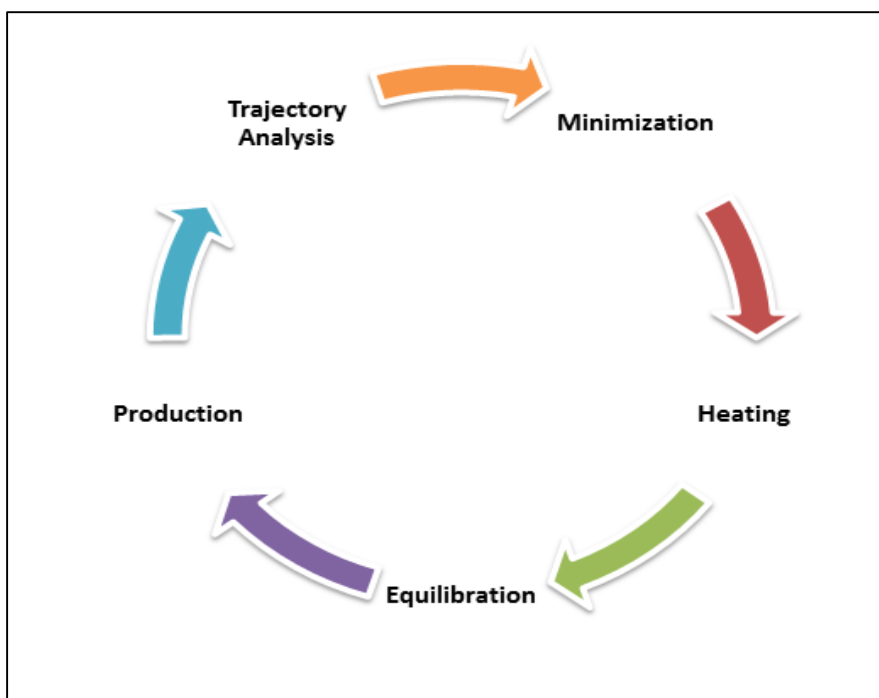 Trajectory
Analysis
Minimization
Heating
Equilibration
Production